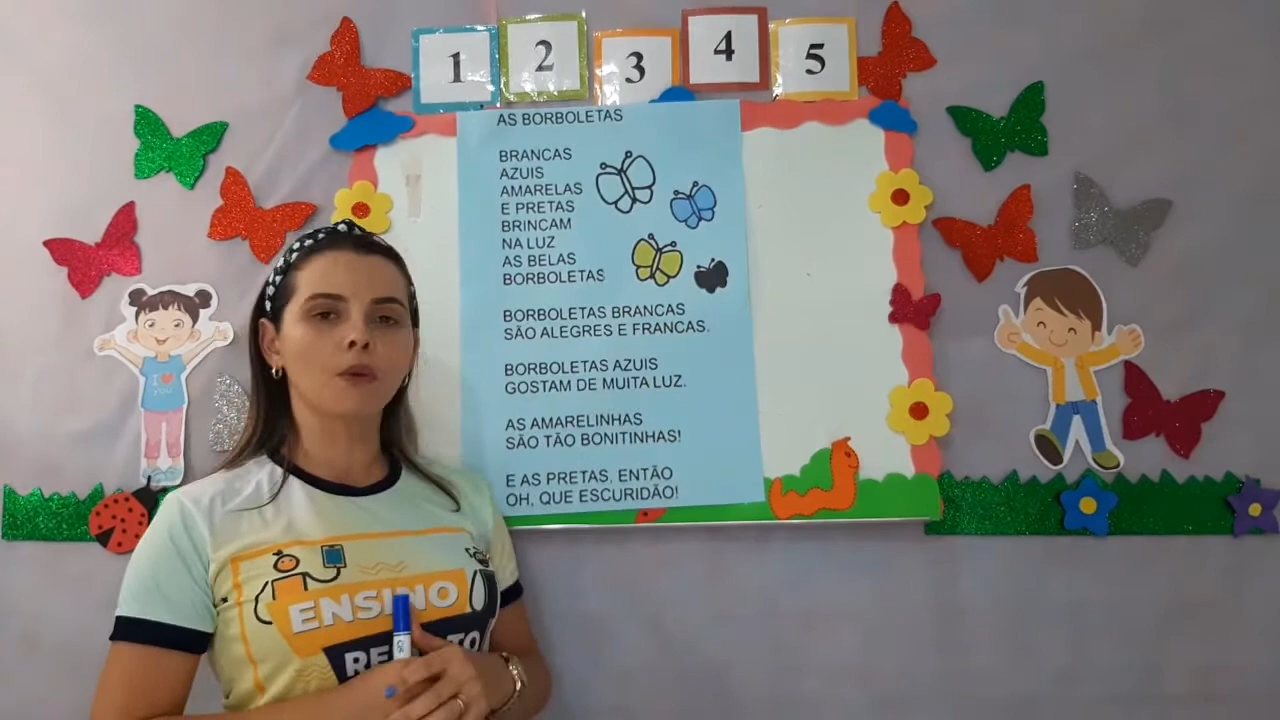 1 2 3 4 5
AS BORBOLETAS
BRANCAS
AZUIS
AMARELAS
E PRETAS
BRINCAM
NA LUZ
AS BELAS
BORBOLETAS
BORBOLETAS BRANCAS
SÃO ALEGRES E FRANCAS.
BORBOLETAS AZUIS
GOSTAM DE MUITA LUZ.
AS AMARELINHAS
SÃO TÃO BONITINHAS!
E AS PRETAS, ENTÃO
OH, QUE ESCURIDÃO!
I ❤ YOU
ENSINO